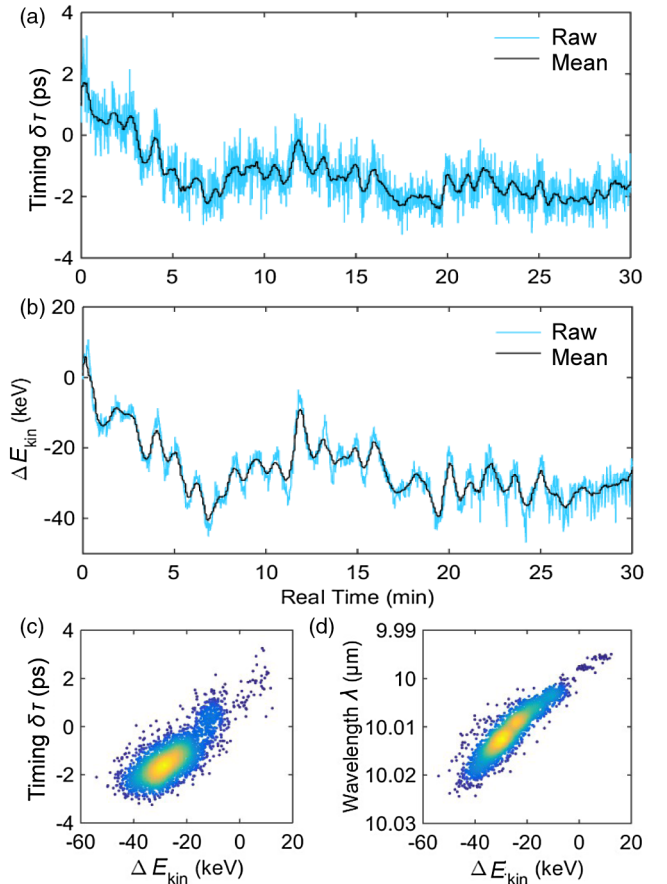 (a)
4
2
0
-2
-4
Timing δτ (ps)
Raw
Mean
0 5 10 15 20 25 30
(b)
20
0
-20
-40
Δ E kin (keV)
Raw
Mean
0 5 10 15 20 25 30
Real Time (min)
(c)
4
2
0
-2
-4
Timing δτ (ps)
-60 -40 -20 0 20
Δ E kin (keV)
(d)
9.99
10
10.01
10.02
10.03
Wavelength λ (μm)
-60 -40 -20 0 20
Δ E kin (keV)